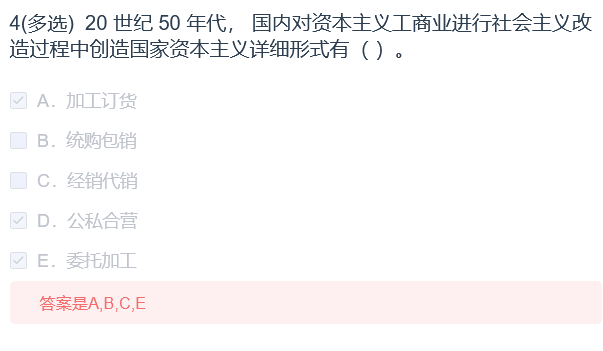 4(多选) 20 世纪 50 年代， 国内对资本主义工商业进行社会主义改
造过程中创造国家资本主义详细形式有（ ）。
A．加工订货
B．统购包销
C．经销代销
D．公私合营
E．委托加工
答案是A,B,C,E